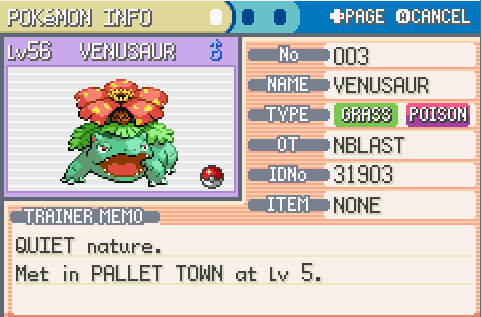 POKéMON INFO
PAGE ⒶCANCEL
Lv56 VENUSAUR ♂
No 003
NAME VENUSAUR
TYPE GRASS POISON
OT NBLAST
IDNo 31903
ITEM NONE
TRAINER MEMO
QUIET nature.
Met in PALLET TOWN at Lv 5.